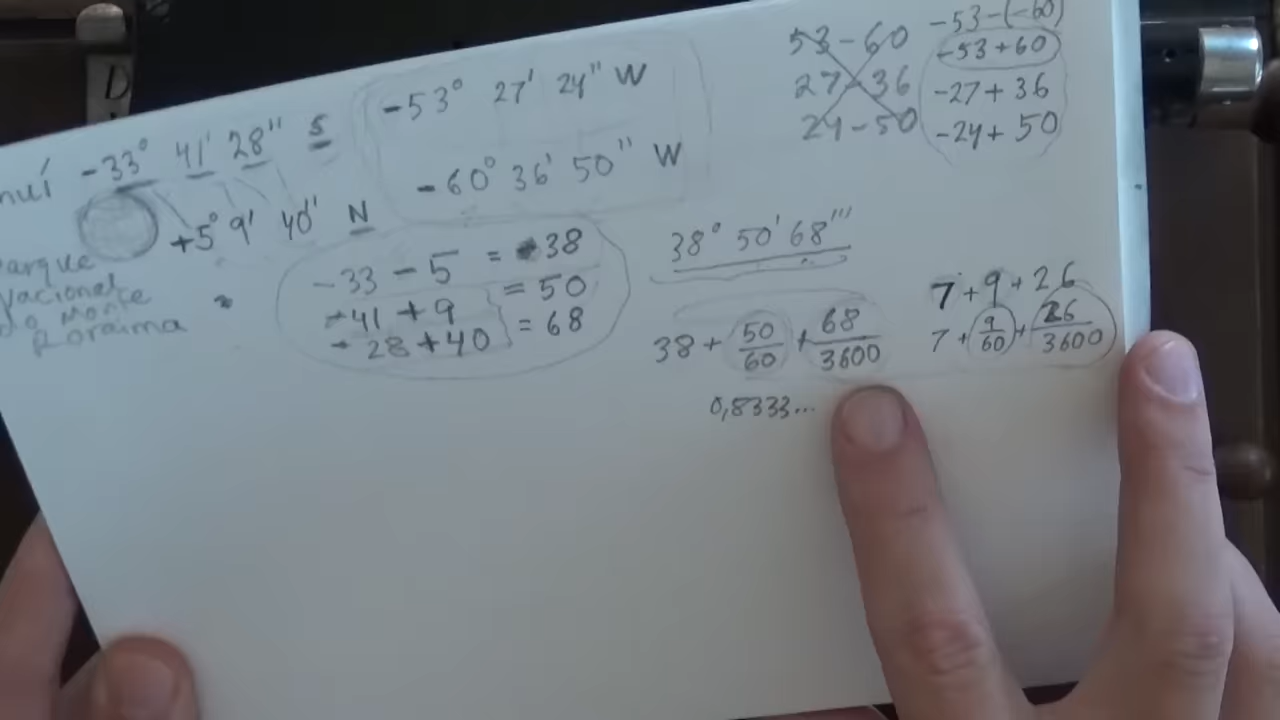 D
-33° 41' 28" S
-53° 27' 24" W
+5° 9' 40" N
-60° 36' 50" W
Parque
Nacional
do Monte
Roraima
-33 - 5 = -38
-41 + 9 = 50
-28 + 40 = 68
53 - 60
27 - 36
24 - 50
-53 - (-60)
-53 + 60
-27 + 36
-24 + 50
38° 50' 68'''
38 + 50/60 + 68/3600
0,8333...
7 + 9 + 26
7 + 9/60 + 26/3600